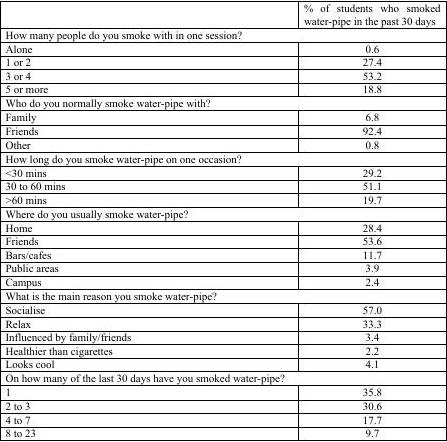 % of students who smoked
water-pipe in the past 30 days
How many people do you smoke with in one session?
Alone 0.6
1 or 2 27.4
3 or 4 53.2
5 or more 18.8
Who do you normally smoke water-pipe with?
Family 6.8
Friends 92.4
Other 0.8
How long do you smoke water-pipe on one occasion?
<30 mins 29.2
30 to 60 mins 51.1
>60 mins 19.7
Where do you usually smoke water-pipe?
Home 28.4
Friends 53.6
Bars/cafes 11.7
Public areas 3.9
Campus 2.4
What is the main reason you smoke water-pipe?
Socialise 57.0
Relax 33.3
Influenced by family/friends 3.4
Healthier than cigarettes 2.2
Looks cool 4.1
On how many of the last 30 days have you smoked water-pipe?
1 35.8
2 to 3 30.6
4 to 7 17.7
8 to 23 9.7